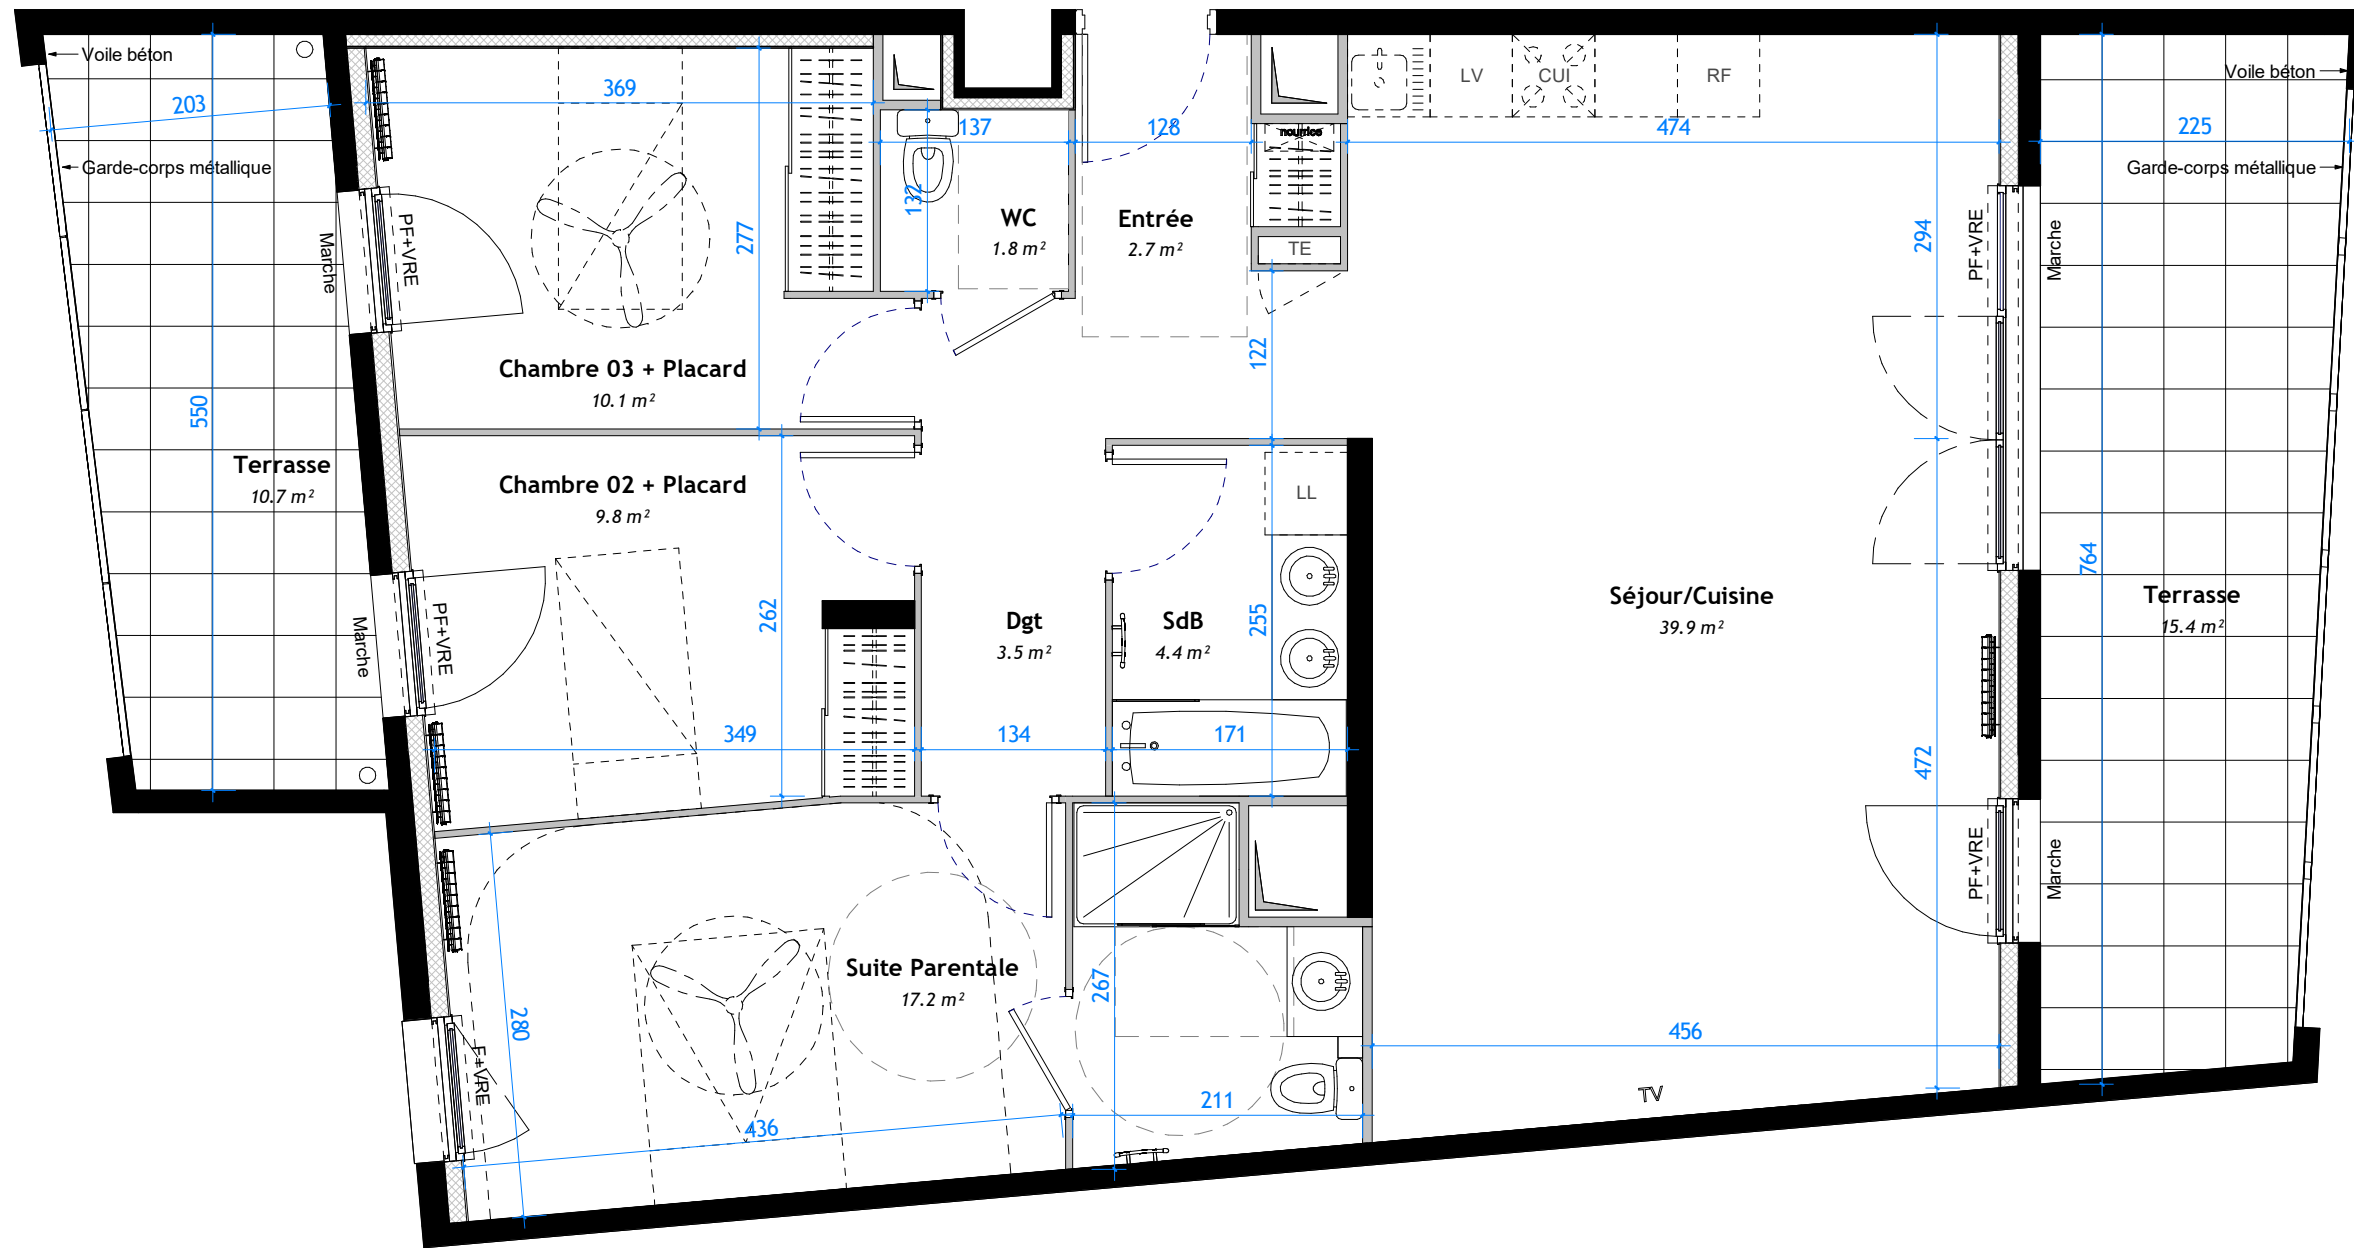 Voile béton
203
Garde-corps métallique
550
Terrasse
10.7 m²
Marche
PF+VRE
369
277
Chambre 03 + Placard
10.1 m²
137
132
WC
1.8 m²
128
Entrée
2.7 m²
nourrice
TE
122
LV
CUI
RF
474
294
PF+VRE
Marche
Voile béton
225
Garde-corps métallique
Chambre 02 + Placard
9.8 m²
Marche
PF+VRE
262
349
Dgt
3.5 m²
134
SdB
4.4 m²
LL
255
171
Séjour/Cuisine
39.9 m²
472
764
Terrasse
15.4 m²
PF+VRE
Marche
Suite Parentale
17.2 m²
280
F+VRE
436
267
211
456
TV